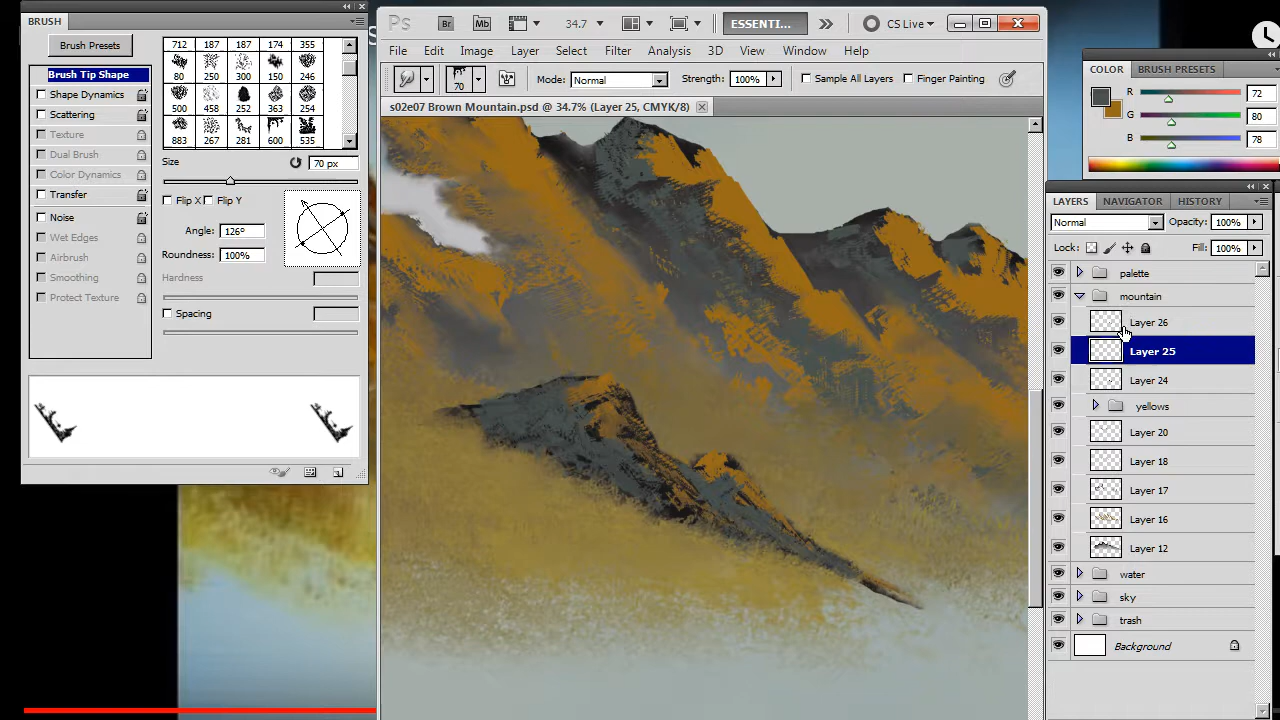 BRUSH
Brush Presets
Brush Tip Shape
Shape Dynamics
Scattering
Texture
Dual Brush
Color Dynamics
Transfer
Noise
Wet Edges
Airbrush
Smoothing
Protect Texture
712 187 187 174 355
80 250 300 150 246
500 458 252 363 254
883 267 281 600 535
Size 70 px
Flip X Flip Y
Angle: 126º
Roundness: 100%
Hardness
Spacing
Ps Br Mb 34.7 ESSENTI... CS Live
File Edit Image Layer Select Filter Analysis 3D View Window Help
70 Mode: Normal Strength: 100% Sample All Layers Finger Painting
s02e07 Brown Mountain.psd @ 34.7% (Layer 25, CMYK/8)
COLOR BRUSH PRESETS
R 72
G 80
B 78
LAYERS NAVIGATOR HISTORY
Normal Opacity: 100%
Lock: Fill: 100%
palette
mountain
Layer 26
Layer 25
Layer 24
yellows
Layer 20
Layer 18
Layer 17
Layer 16
Layer 12
water
sky
trash
Background